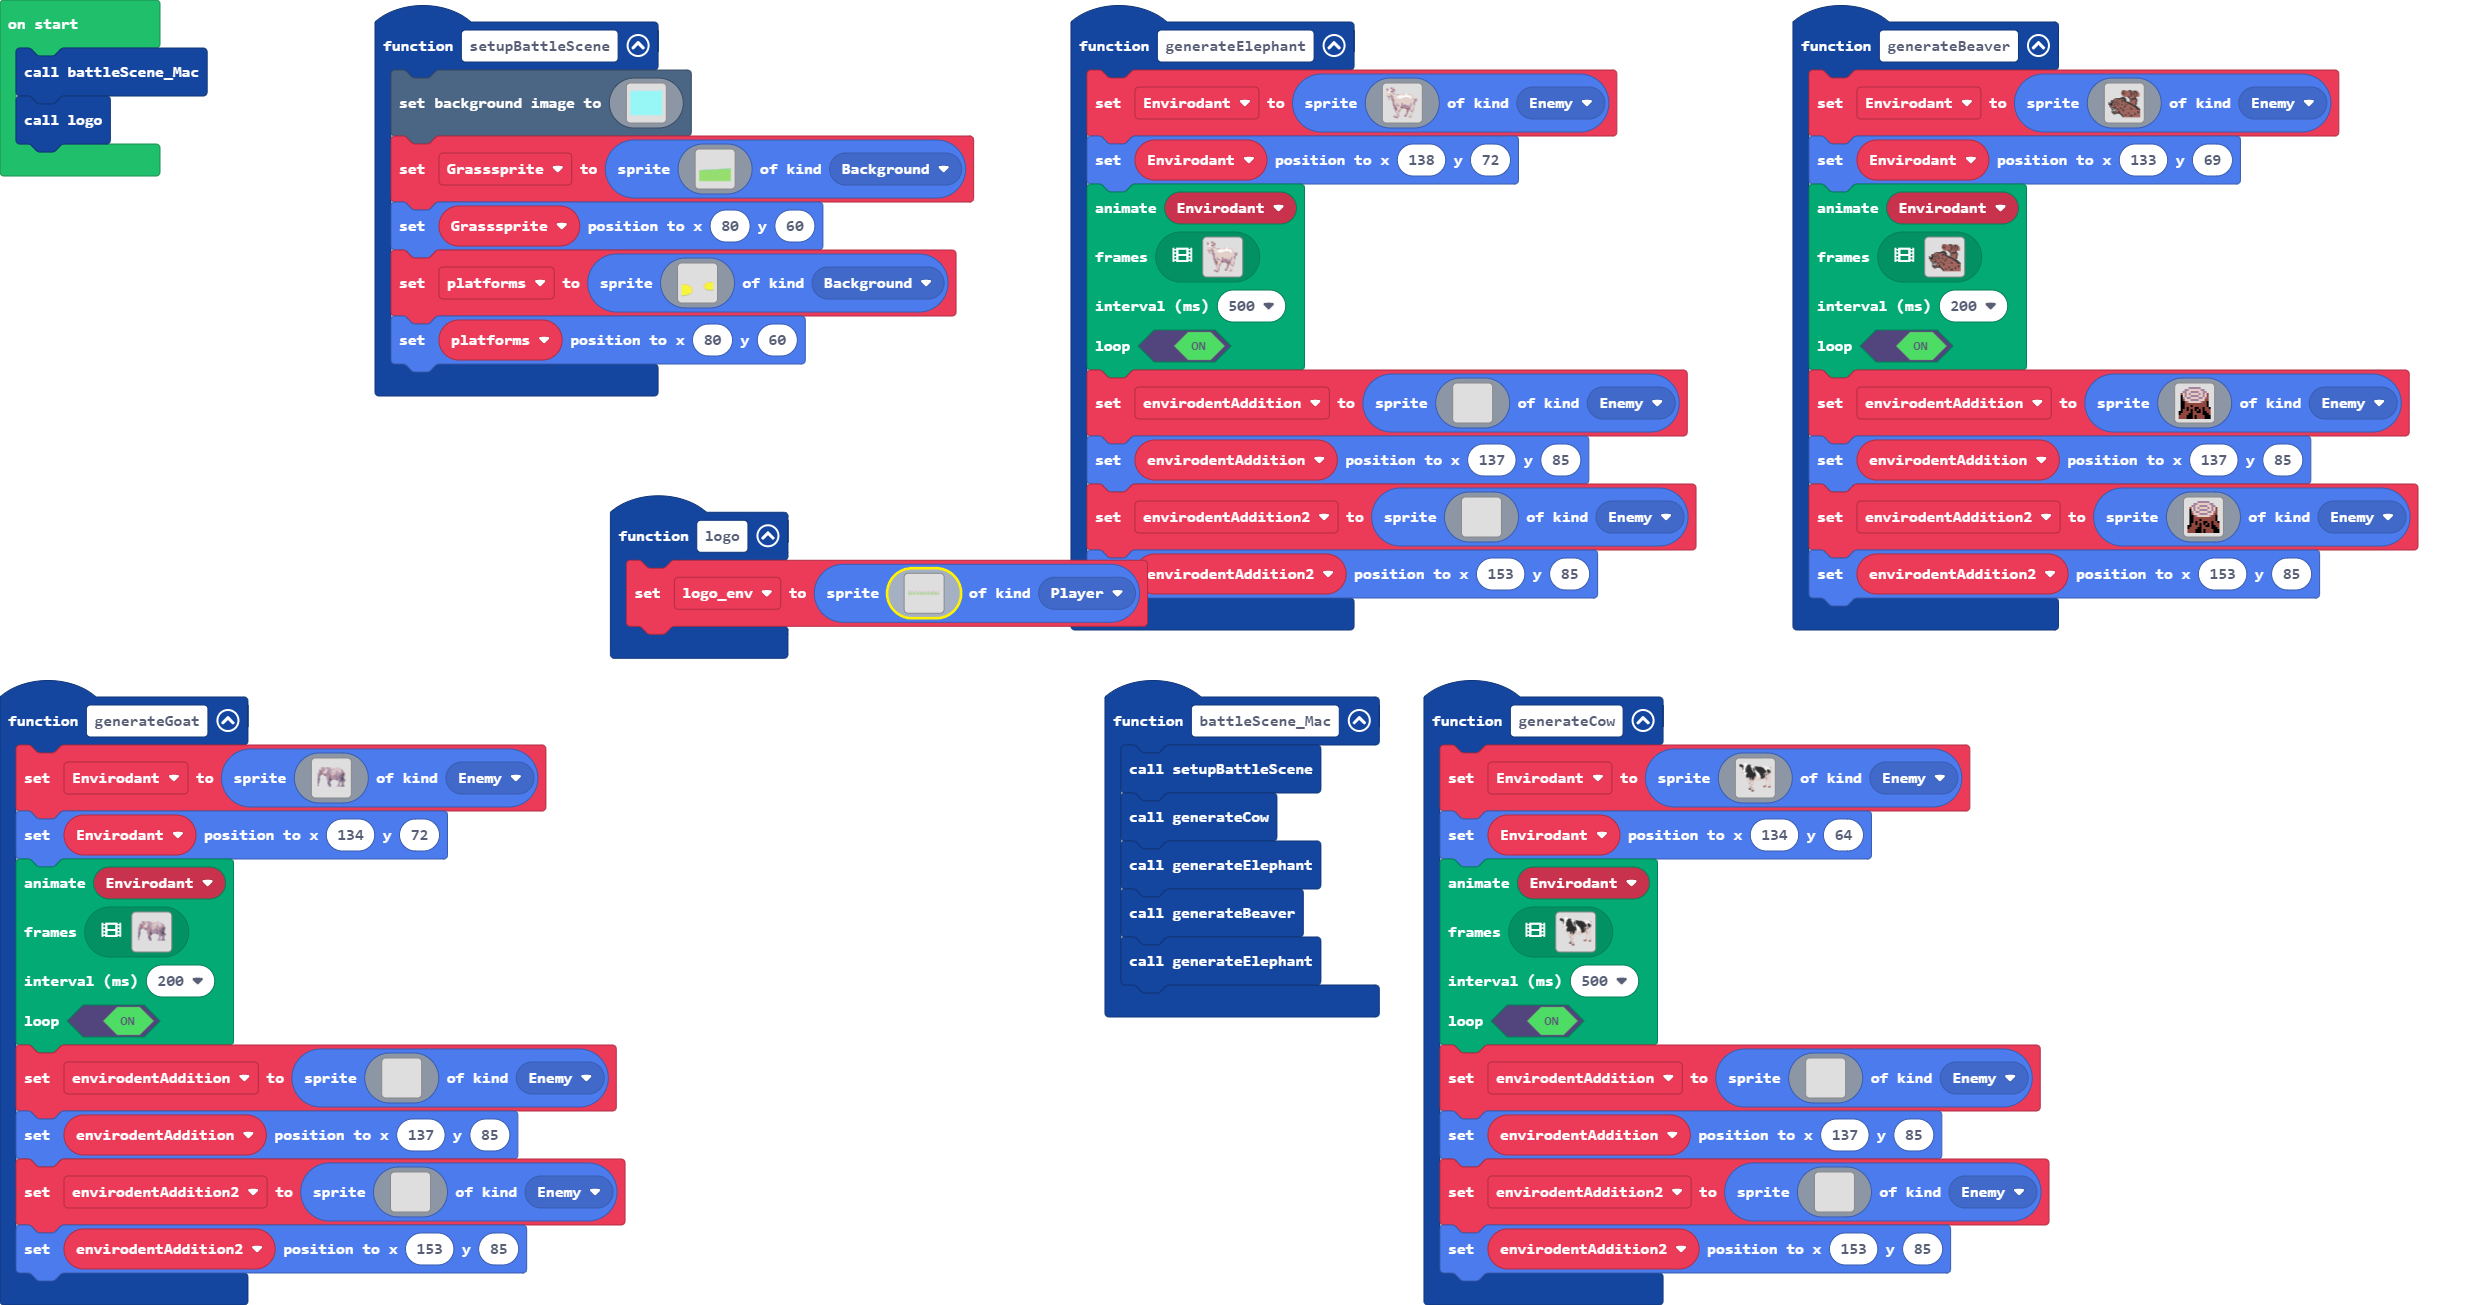 on start
call battleScene_Mac
call logo
function setupBattleScene
set background image to
set Grasssprite to sprite of kind Background
set Grasssprite position to x 80 y 60
set platforms to sprite of kind Background
set platforms position to x 80 y 60
function generateElephant
set Envirodant to sprite of kind Enemy
set Envirodant position to x 138 y 72
animate Envirodant
frames
interval (ms) 500
loop ON
set envirodentAddition to sprite of kind Enemy
set envirodentAddition position to x 137 y 85
set envirodentAddition2 to sprite of kind Enemy
envirodentAddition2 position to x 153 y 85
function generateBeaver
set Envirodant to sprite of kind Enemy
set Envirodant position to x 133 y 69
animate Envirodant
frames
interval (ms) 200
loop ON
set envirodentAddition to sprite of kind Enemy
set envirodentAddition position to x 137 y 85
set envirodentAddition2 to sprite of kind Enemy
set envirodentAddition2 position to x 153 y 85
function logo
set logo_env to sprite of kind Player
function generateGoat
set Envirodant to sprite of kind Enemy
set Envirodant position to x 134 y 72
animate Envirodant
frames
interval (ms) 200
loop ON
set envirodentAddition to sprite of kind Enemy
set envirodentAddition position to x 137 y 85
set envirodentAddition2 to sprite of kind Enemy
set envirodentAddition2 position to x 153 y 85
function battleScene_Mac
call setupBattleScene
call generateCow
call generateElephant
call generateBeaver
call generateElephant
function generateCow
set Envirodant to sprite of kind Enemy
set Envirodant position to x 134 y 64
animate Envirodant
frames
interval (ms) 500
loop ON
set envirodentAddition to sprite of kind Enemy
set envirodentAddition position to x 137 y 85
set envirodentAddition2 to sprite of kind Enemy
set envirodentAddition2 position to x 153 y 85